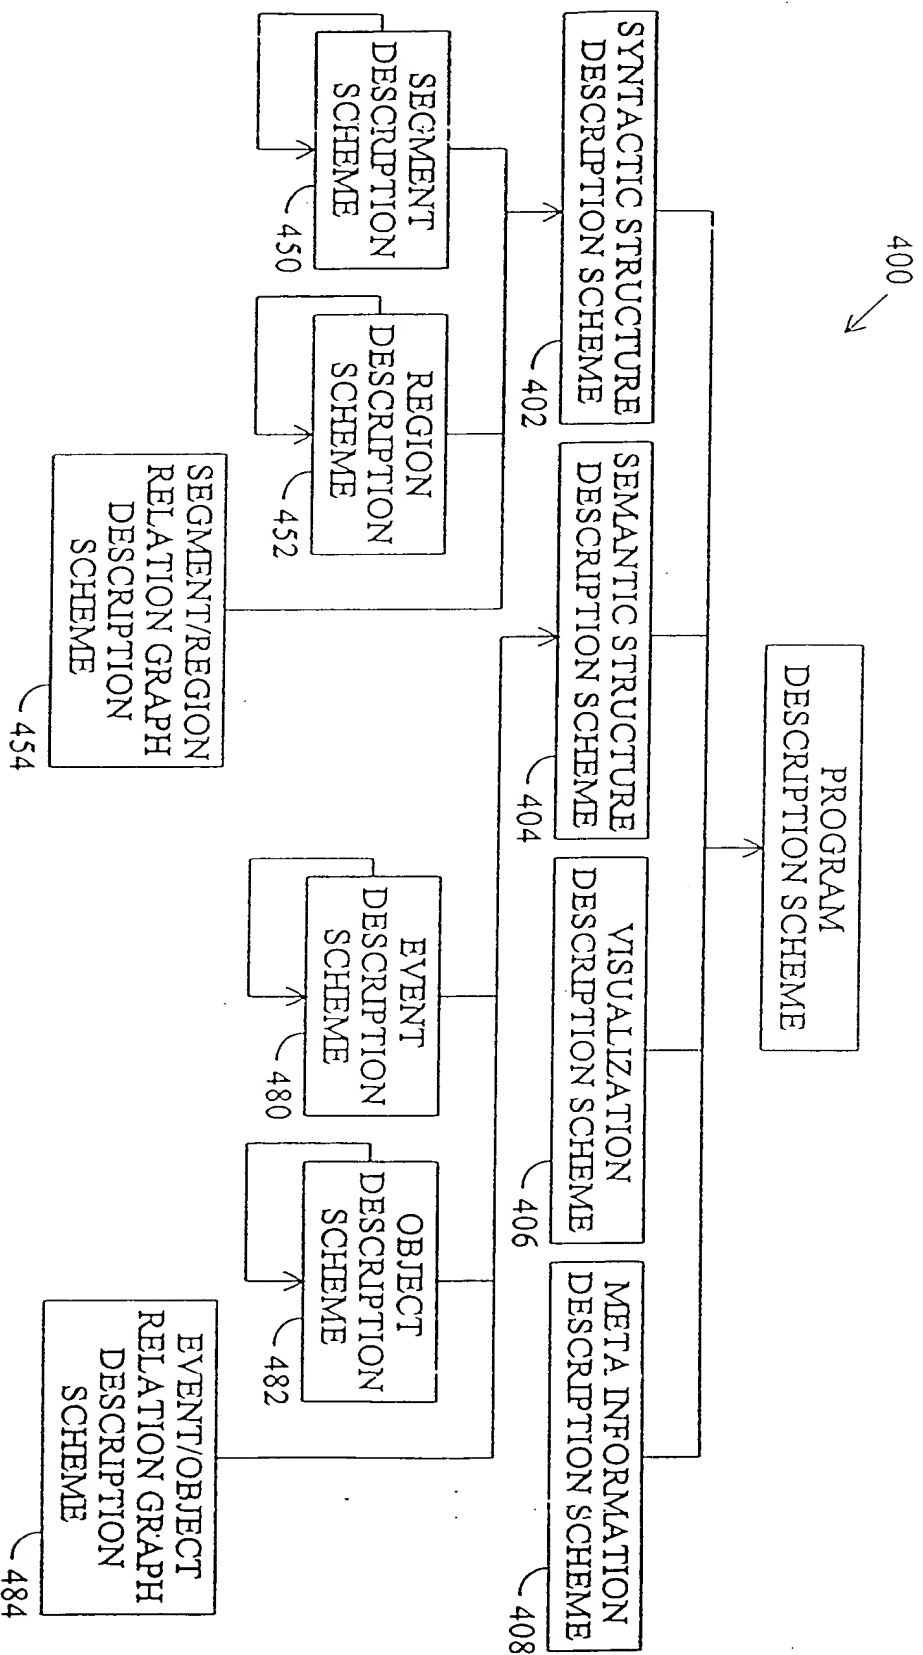 400
PROGRAM
DESCRIPTION SCHEME
SYNTACTIC STRUCTURE
DESCRIPTION SCHEME
402
SEMANTIC STRUCTURE
DESCRIPTION SCHEME
404
VISUALIZATION
DESCRIPTION SCHEME
406
META INFORMATION
DESCRIPTION SCHEME
408
SEGMENT
DESCRIPTION
SCHEME
450
REGION
DESCRIPTION
SCHEME
452
SEGMENT/REGION
RELATION GRAPH
DESCRIPTION
SCHEME
454
EVENT
DESCRIPTION
SCHEME
480
OBJECT
DESCRIPTION
SCHEME
482
EVENT/OBJECT
RELATION GRAPH
DESCRIPTION
SCHEME
484